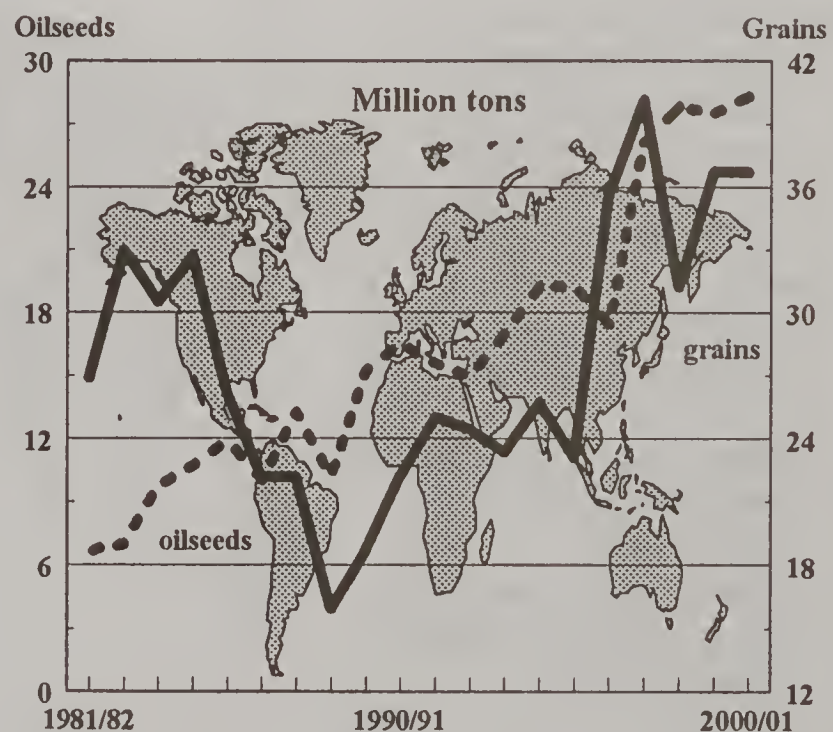 Oilseeds Grains
30 42
Million tons
24 36
18 30
grains
12 24
oilseeds
6 18
0 12
1981/82 1990/91 2000/01